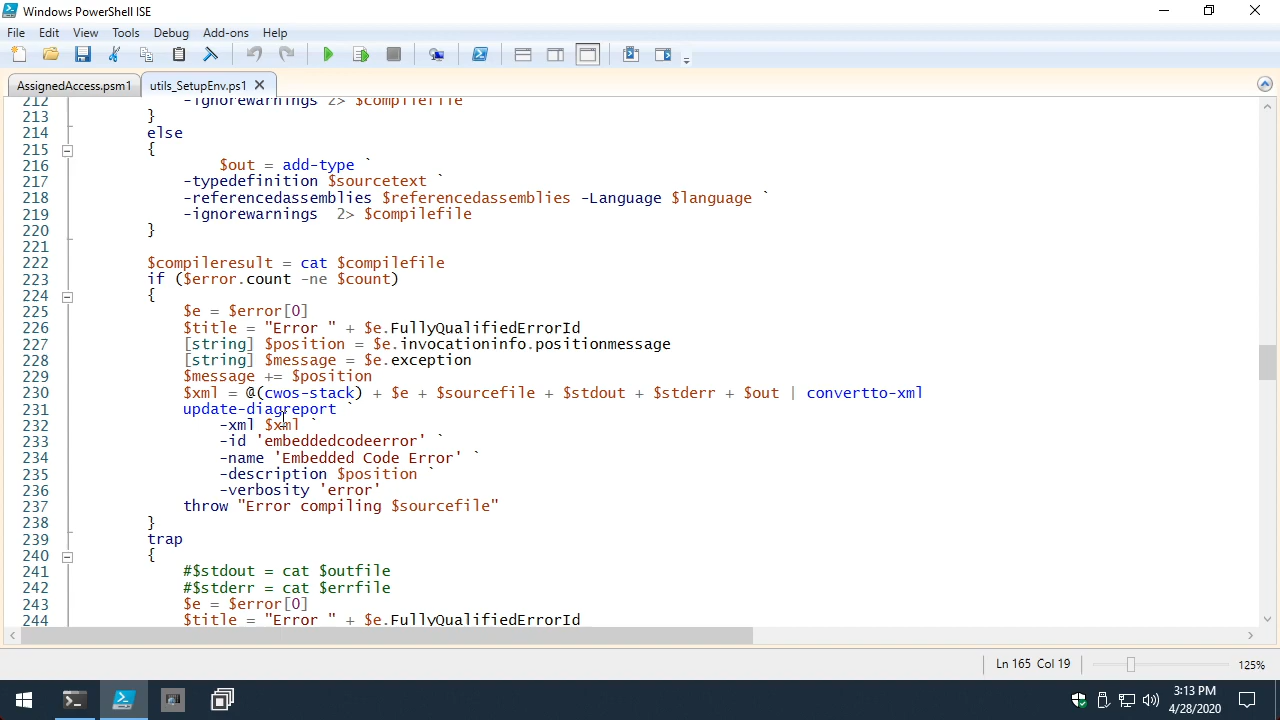 Windows PowerShell ISE
File Edit View Tools Debug Add-ons Help
AssignedAccess.psm1 utils_SetupEnv.ps1
212 -ignorewarnings 2> $compilefile
213 }
214 else
215 {
216 $out = add-type `
217 -typedefinition $sourcetext `
218 -referencedassemblies $referencedassemblies -Language $language `
219 -ignorewarnings 2> $compilefile
220 }
221
222 $compileresult = cat $compilefile
223 if ($error.count -ne $count)
224 {
225 $e = $error[0]
226 $title = "Error " + $e.FullyQualifiedErrorId
227 [string] $position = $e.invocationinfo.positionmessage
228 [string] $message = $e.exception
229 $message += $position
230 $xml = @(cwos-stack) + $e + $sourcefile + $stdout + $stderr + $out | convertto-xml
231 update-diagreport `
232 -xml $xml `
233 -id 'embeddedcodeerror' `
234 -name 'Embedded Code Error' `
235 -description $position `
236 -verbosity 'error'
237 throw "Error compiling $sourcefile"
238 }
239 trap
240 {
241 #$stdout = cat $outfile
242 #$stderr = cat $errfile
243 $e = $error[0]
244 $title = "Error " + $e.FullyQualifiedErrorId
Ln 165 Col 19 125%
3:13 PM
4/28/2020